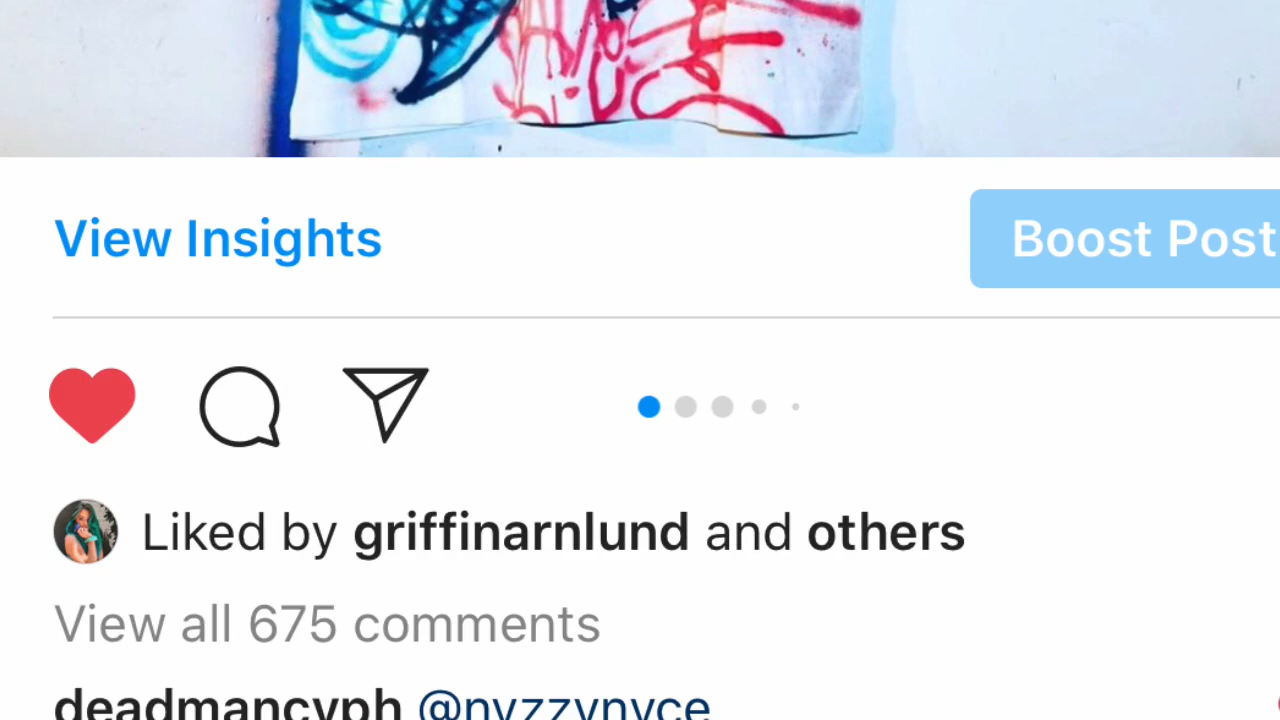 View Insights
Boost Post
Liked by griffinarnlund and others
View all 675 comments
deadmancyph @nyzzynyce